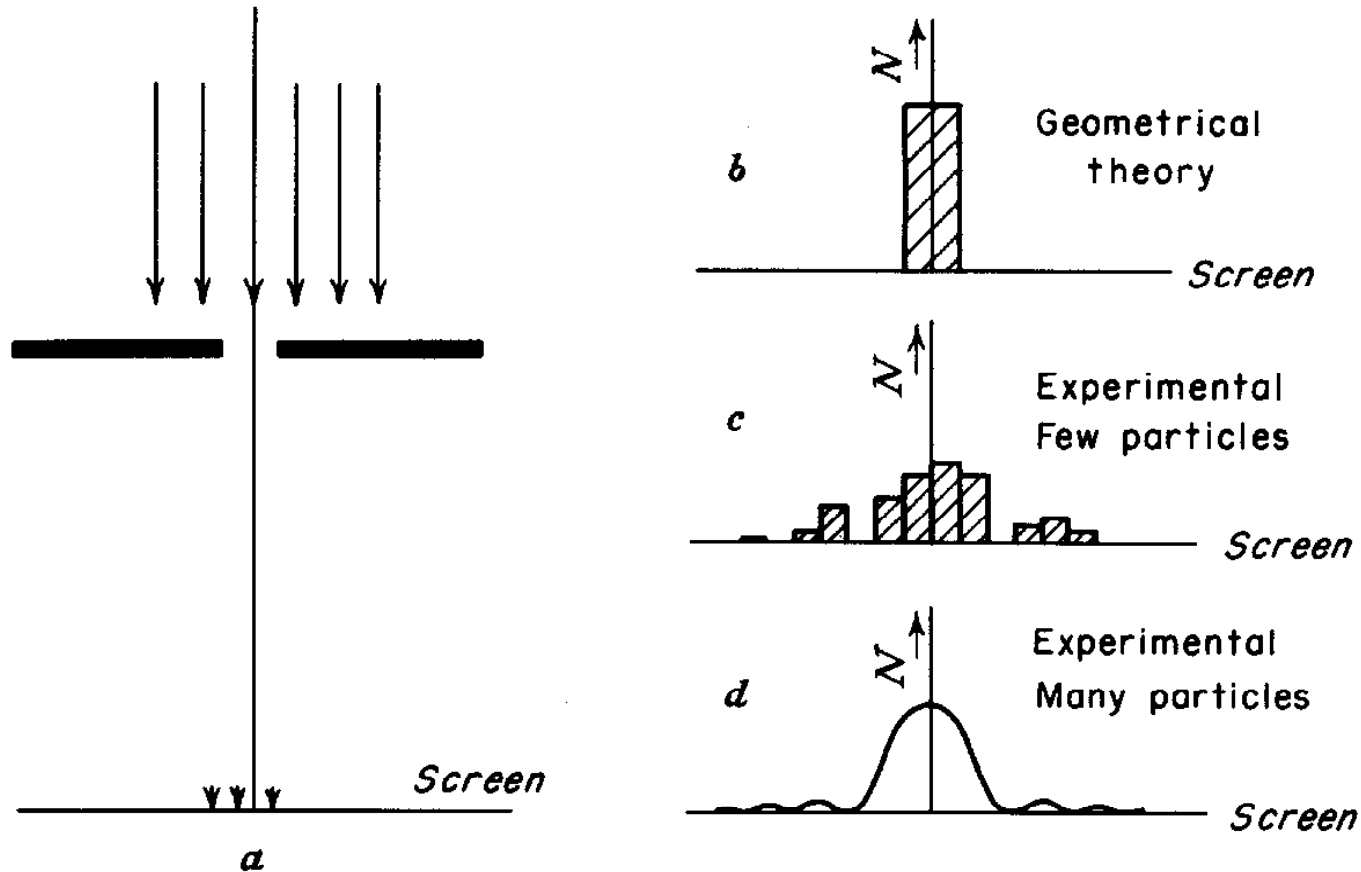 Screen
a
N
b
Geometrical
theory
Screen
N
c
Experimental
Few particles
Screen
N
d
Experimental
Many particles
Screen